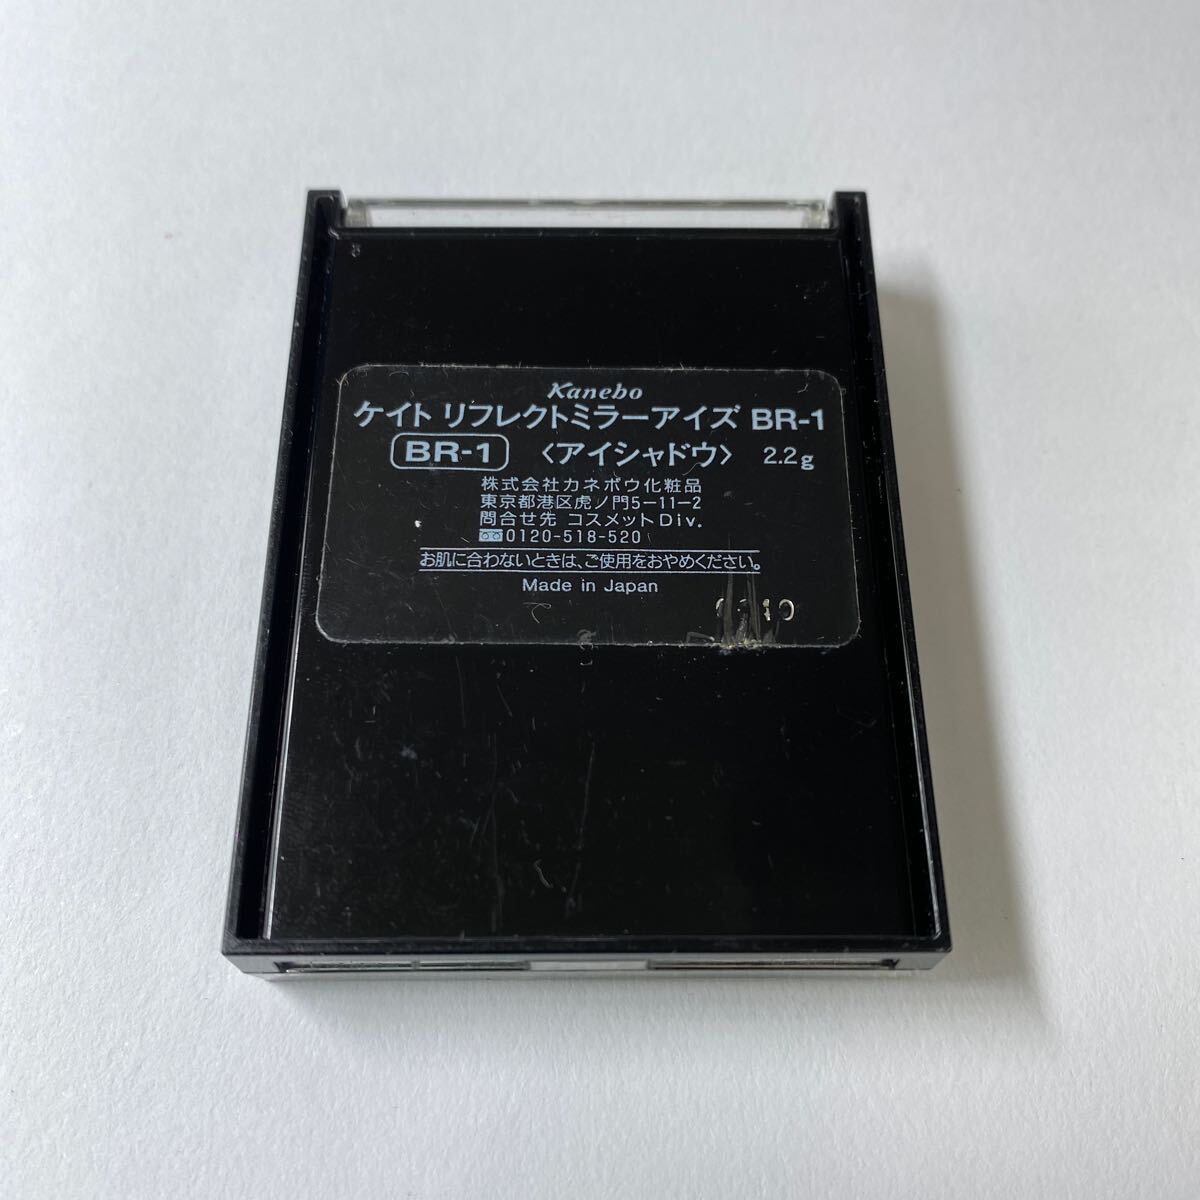 Kanebo
ケイト リフレクトミラーアイズ BR-1
BR-1 〈アイシャドウ〉 2.2g
株式会社カネボウ化粧品
東京都港区虎ノ門5-11-2
問合せ先 コスメットDiv.
0120-518-520
お肌に合わないときは、ご使用をおやめください。
Made in Japan